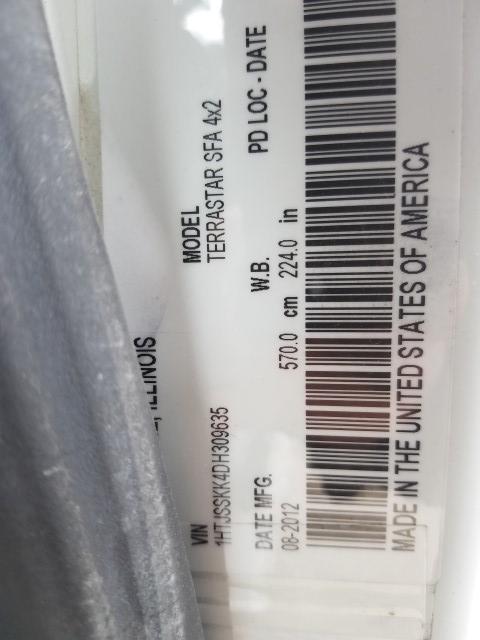 , ILLINOIS
VIN MODEL
1HTJSSKK4DH309635 TERRASTAR SFA 4x2
DATE MFG. W.B. PD LOC - DATE
08-2012 570.0 cm 224.0 in
MADE IN THE UNITED STATES OF AMERICA